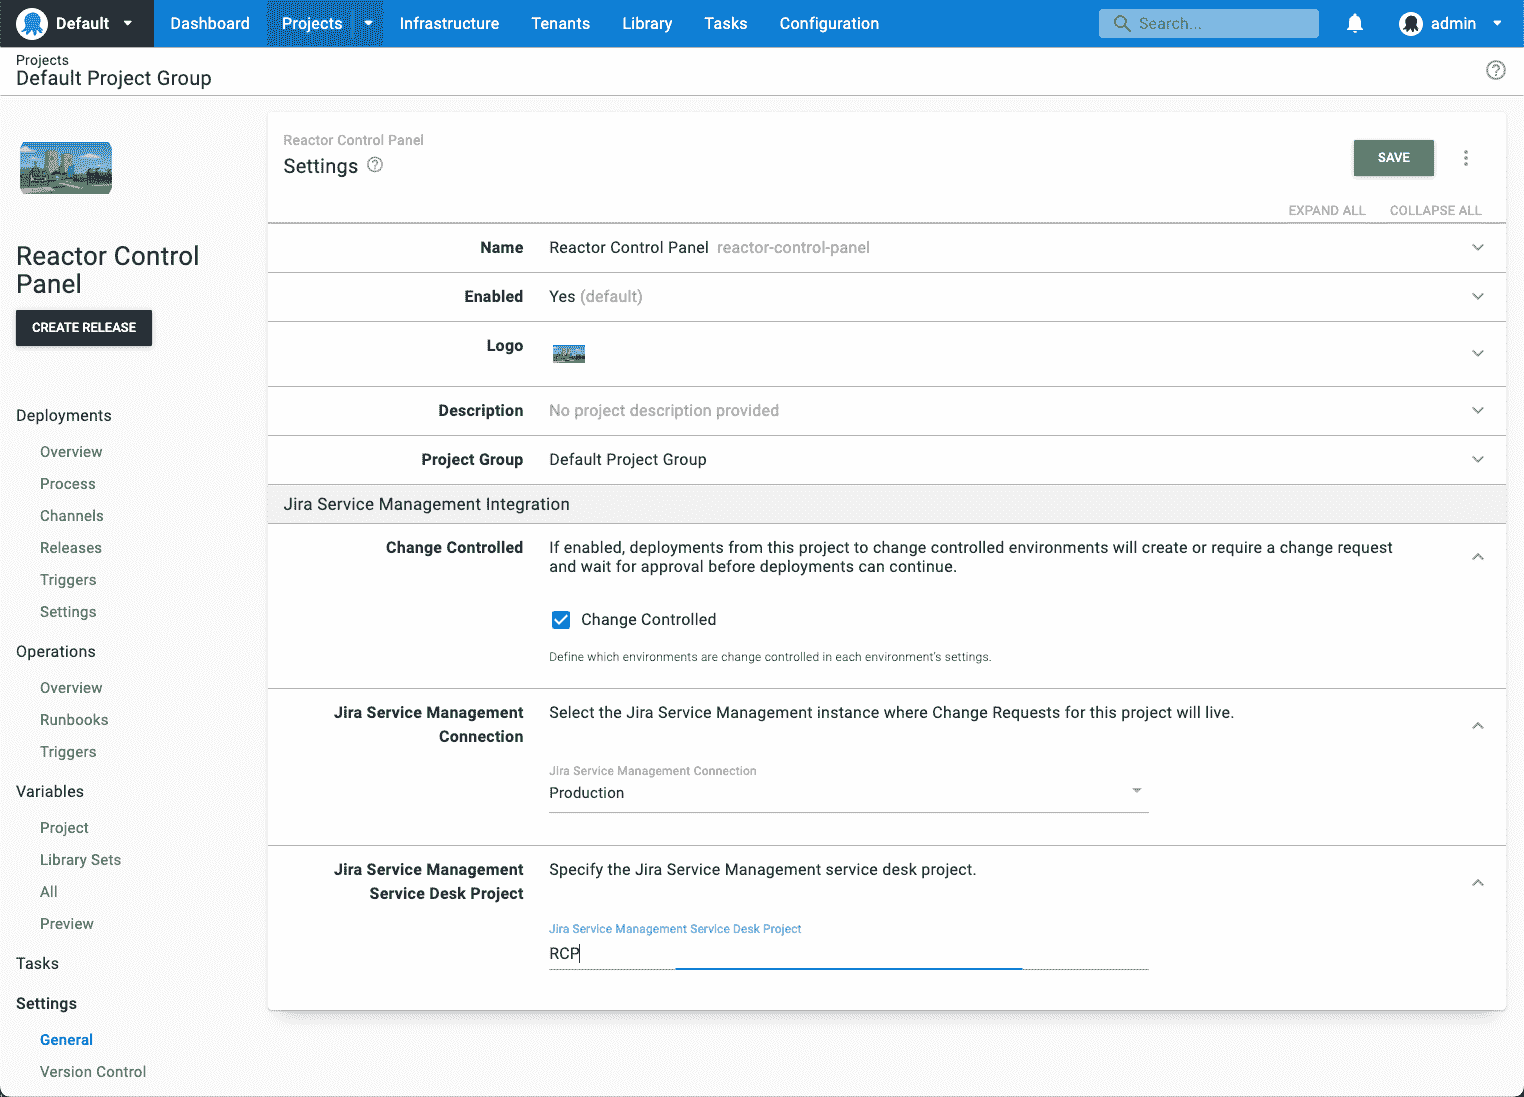 Default
Dashboard
Projects
Infrastructure
Tenants
Library
Tasks
Configuration
Search...
admin
Projects
Default Project Group
Reactor Control
Panel
CREATE RELEASE
Deployments
Overview
Process
Channels
Releases
Triggers
Settings
Operations
Overview
Runbooks
Triggers
Variables
Project
Library Sets
All
Preview
Tasks
Settings
General
Version Control
Reactor Control Panel
Settings
SAVE
EXPAND ALL
COLLAPSE ALL
Name
Reactor Control Panel reactor-control-panel
Enabled
Yes (default)
Logo
Description
No project description provided
Project Group
Default Project Group
Jira Service Management Integration
Change Controlled
If enabled, deployments from this project to change controlled environments will create or require a change request
and wait for approval before deployments can continue.
Change Controlled
Define which environments are change controlled in each environment's settings.
Jira Service Management
Connection
Select the Jira Service Management instance where Change Requests for this project will live.
Jira Service Management Connection
Production
Jira Service Management
Service Desk Project
Specify the Jira Service Management service desk project.
Jira Service Management Service Desk Project
RCP